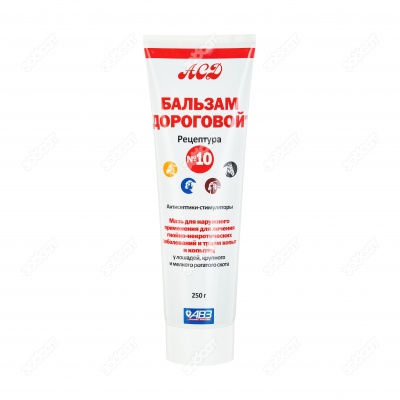 АСД
БАЛЬЗАМ
ДОРОГОВОЙ
Рецептура
№10
Антисептики-стимуляторы
Мазь для наружного
применения для лечения
гнойно-некротических
заболеваний и травм копыт
и копытец
у лошадей, крупного
и мелкого рогатого скота
250 г
АВЗ